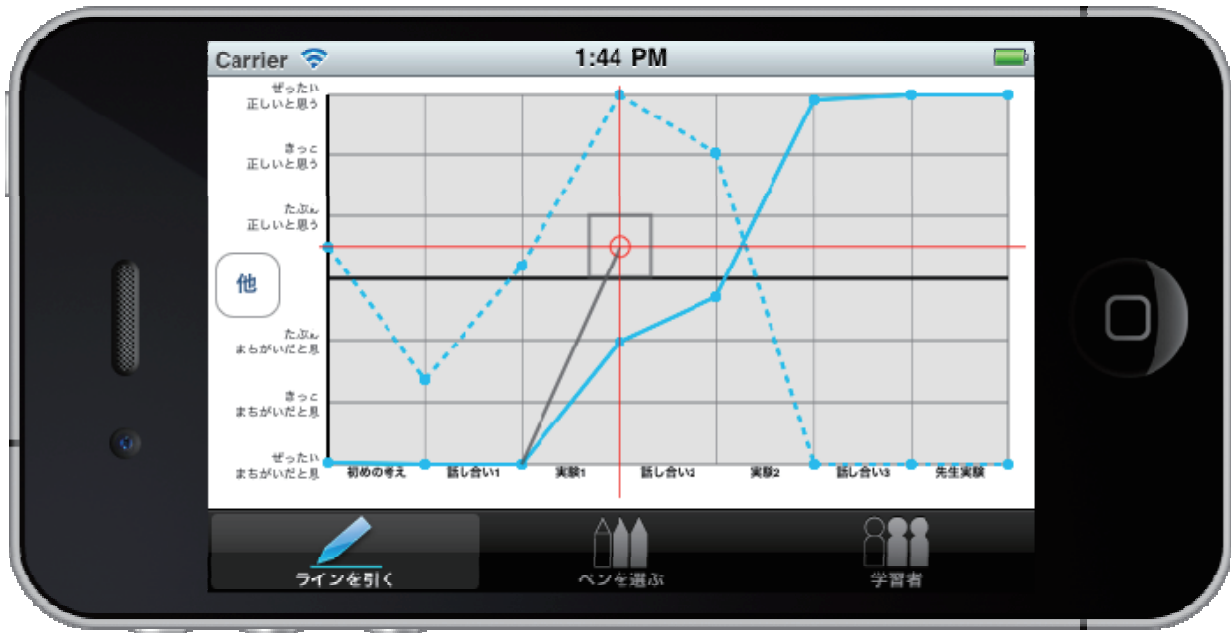 Carrier
1:44 PM
ぜったい
正しいと思う
きっと
正しいと思う
たぶん
正しいと思う
他
たぶん
まちがいだと思
きっと
まちがいだと思
ぜったい
まちがいだと思
初めの考え 話し合い1 実験1 話し合い2 実験2 話し合い3 先生実験
ラインを引く ペンを選ぶ 学習者